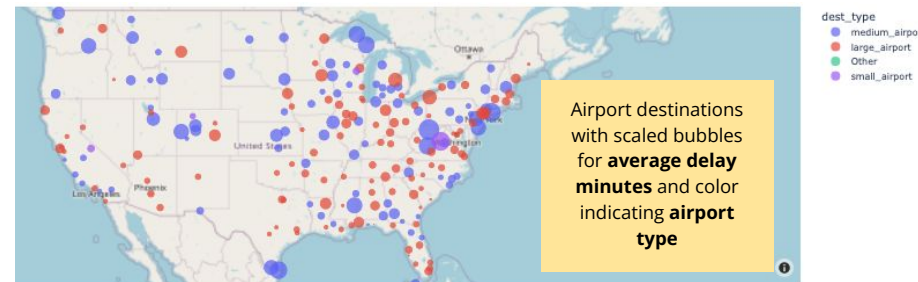 dest_type
medium_airpo
large_airport
Other
small_airport
Ottawa
United States
Los Angeles
Phoenix
Airport destinations
with scaled bubbles
for average delay
minutes and color
indicating airport
type